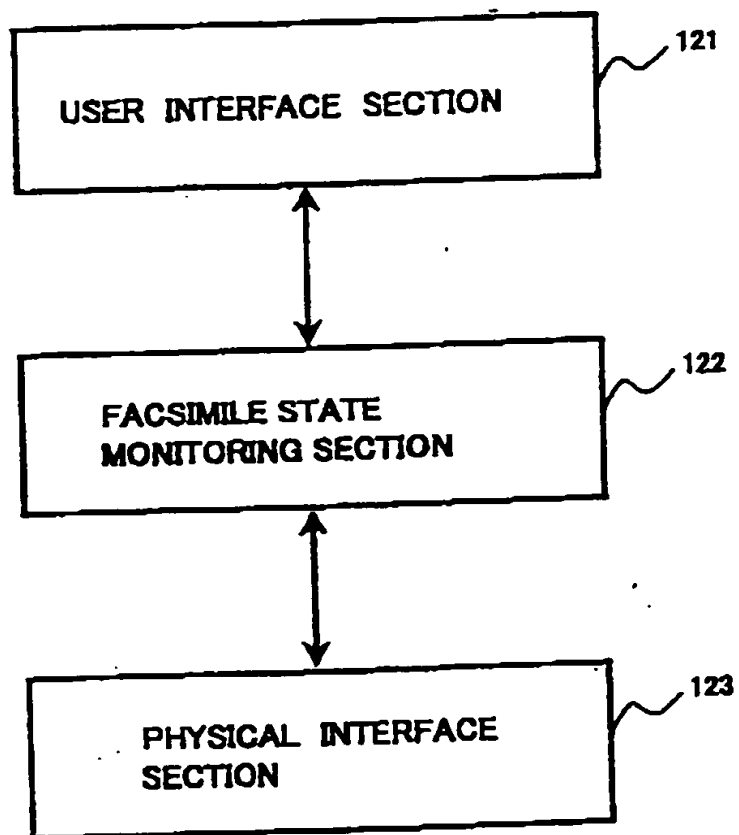 121
USER INTERFACE SECTION
122
FACSIMILE STATE
MONITORING SECTION
123
PHYSICAL INTERFACE
SECTION